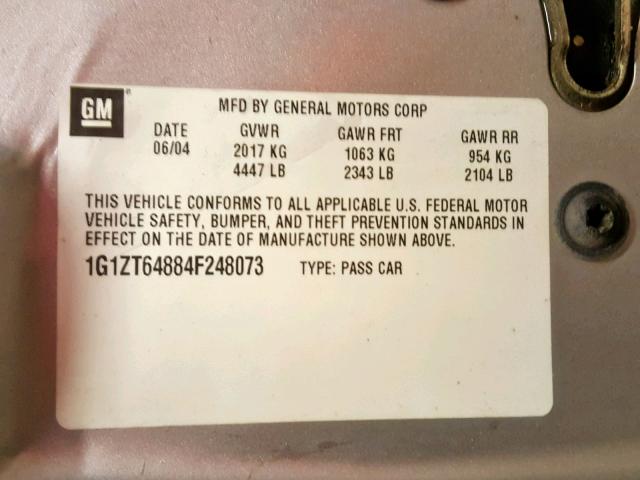 GM
MFD BY GENERAL MOTORS CORP
DATE GVWR GAWR FRT GAWR RR
06/04 2017 KG 1063 KG 954 KG
4447 LB 2343 LB 2104 LB
THIS VEHICLE CONFORMS TO ALL APPLICABLE U.S. FEDERAL MOTOR
VEHICLE SAFETY, BUMPER, AND THEFT PREVENTION STANDARDS IN
EFFECT ON THE DATE OF MANUFACTURE SHOWN ABOVE.
1G1ZT64884F248073 TYPE: PASS CAR